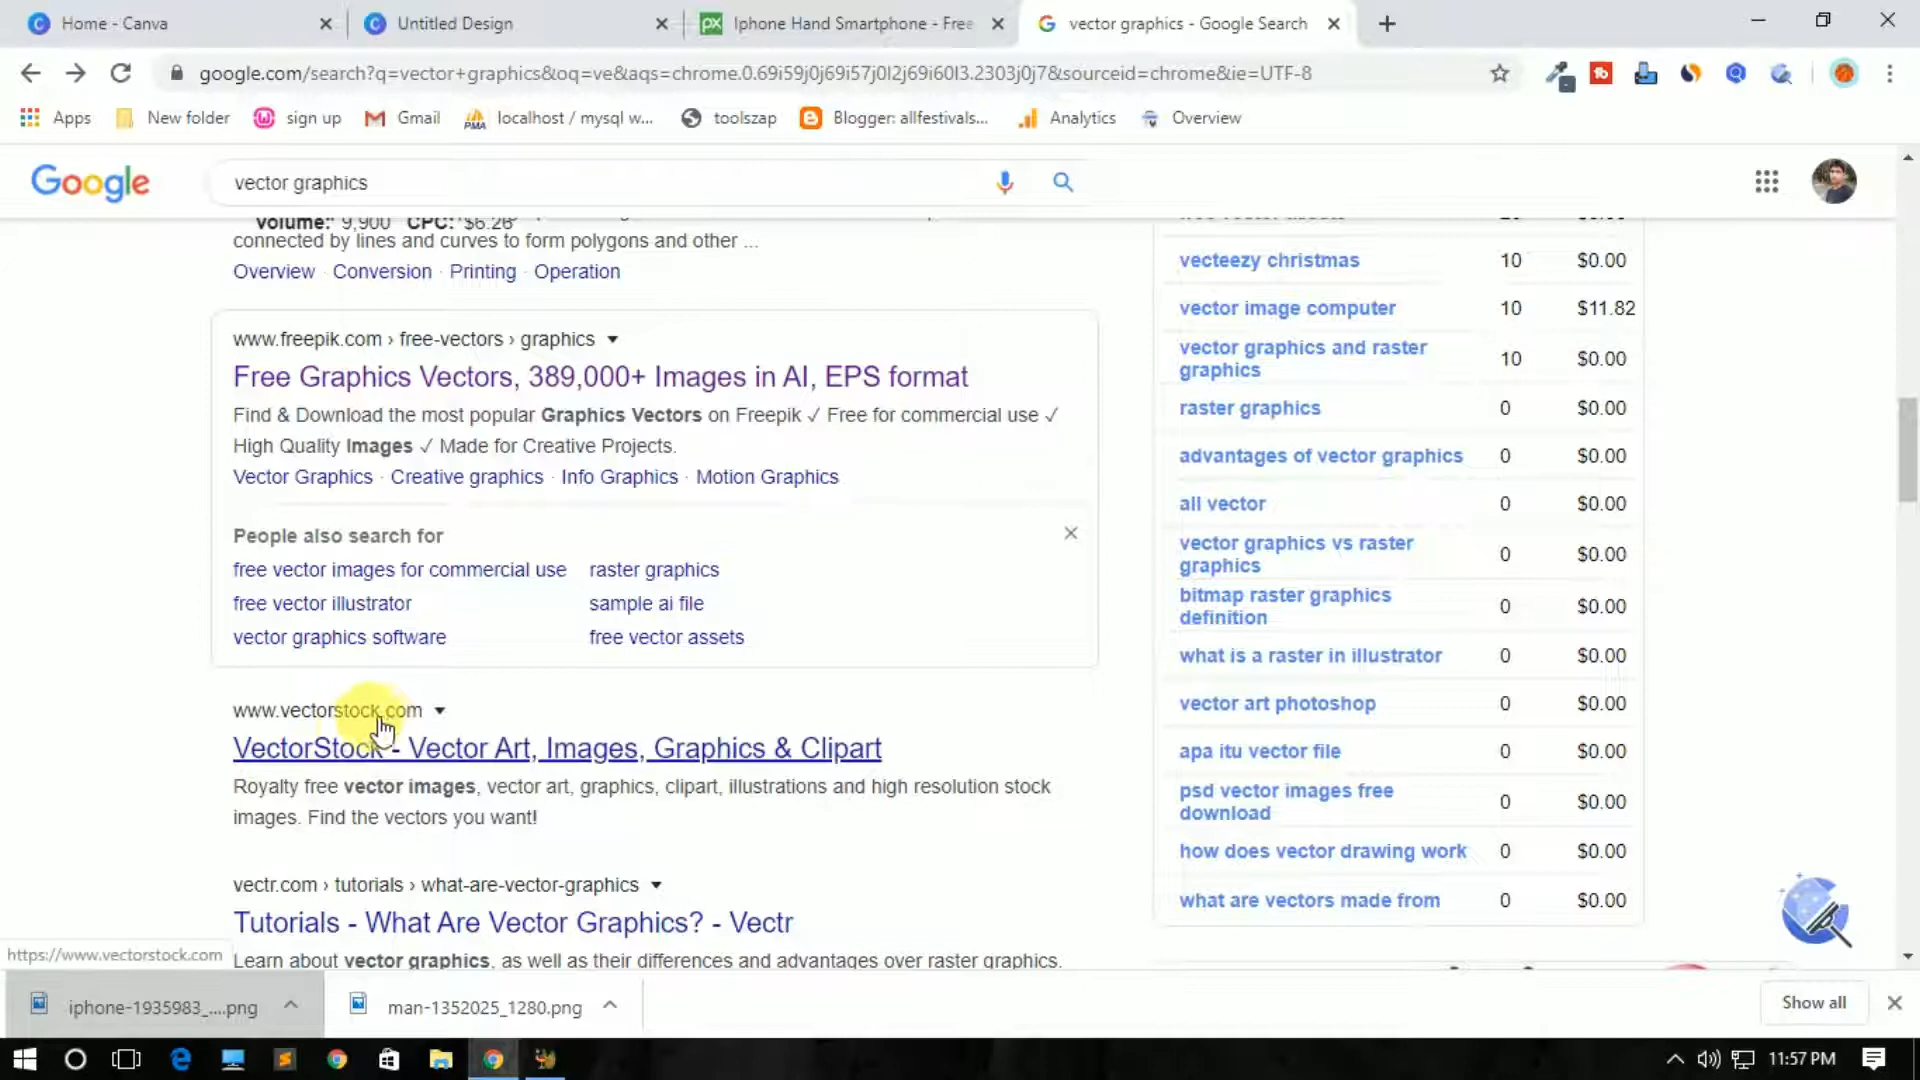 Home - Canva
Untitled Design
Iphone Hand Smartphone - Free
vector graphics - Google Search
google.com/search?q=vector+graphics&oq=ve&aqs=chrome.0.69i59j0j69i57j0l2j69i60l3.2303j0j7&sourceid=chrome&ie=UTF-8
Apps
New folder
sign up
Gmail
localhost / mysql w...
toolszap
Blogger: allfestivals...
Analytics
Overview
Google
vector graphics
Volume: 9,900 CPC: $6.26
connected by lines and curves to form polygons and other ...
Overview · Conversion · Printing · Operation
www.freepik.com › free-vectors › graphics
Free Graphics Vectors, 389,000+ Images in AI, EPS format
Find & Download the most popular Graphics Vectors on Freepik ✓ Free for commercial use ✓
High Quality Images ✓ Made for Creative Projects.
Vector Graphics · Creative graphics · Info Graphics · Motion Graphics
People also search for
free vector images for commercial use
raster graphics
free vector illustrator
sample ai file
vector graphics software
free vector assets
www.vectorstock.com
VectorStock - Vector Art, Images, Graphics & Clipart
Royalty free vector images, vector art, graphics, clipart, illustrations and high resolution stock
images. Find the vectors you want!
vectr.com › tutorials › what-are-vector-graphics
Tutorials - What Are Vector Graphics? - Vectr
Learn about vector graphics, as well as their differences and advantages over raster graphics.
vecteezy christmas 10 $0.00
vector image computer 10 $11.82
vector graphics and raster
graphics 10 $0.00
raster graphics 0 $0.00
advantages of vector graphics 0 $0.00
all vector 0 $0.00
vector graphics vs raster
graphics 0 $0.00
bitmap raster graphics
definition 0 $0.00
what is a raster in illustrator 0 $0.00
vector art photoshop 0 $0.00
apa itu vector file 0 $0.00
psd vector images free
download 0 $0.00
how does vector drawing work 0 $0.00
what are vectors made from 0 $0.00
https://www.vectorstock.com
iphone-1935983_....png
man-1352025_1280.png
Show all
11:57 PM